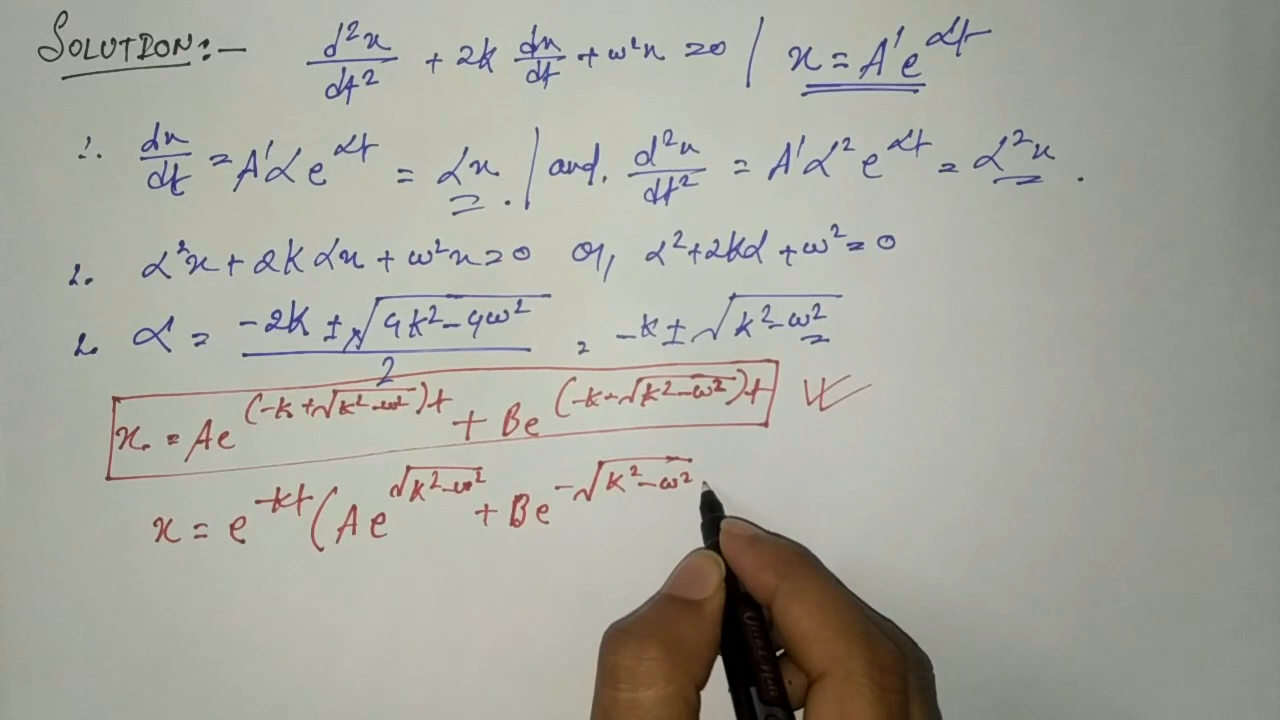 SOLUTION:- d²x/dt² + 2k dx/dt + ω²x = 0 / x = A'e^αt
∴ dx/dt = A'αe^αt = αx. / and, d²x/dt² = A'α²e^αt = α²x.
∴ α²x + 2kαx + ω²x = 0 or, α² + 2kα + ω² = 0
∴ α = (-2k ± √(4k² - 4ω²))/2 = -k ± √(k² - ω²)
x = Ae^(-k + √(k² - ω²))t + Be^(-k - √(k² - ω²))t
x = e^-kt (Ae^√(k² - ω²) + Be^-√(k² - ω²)